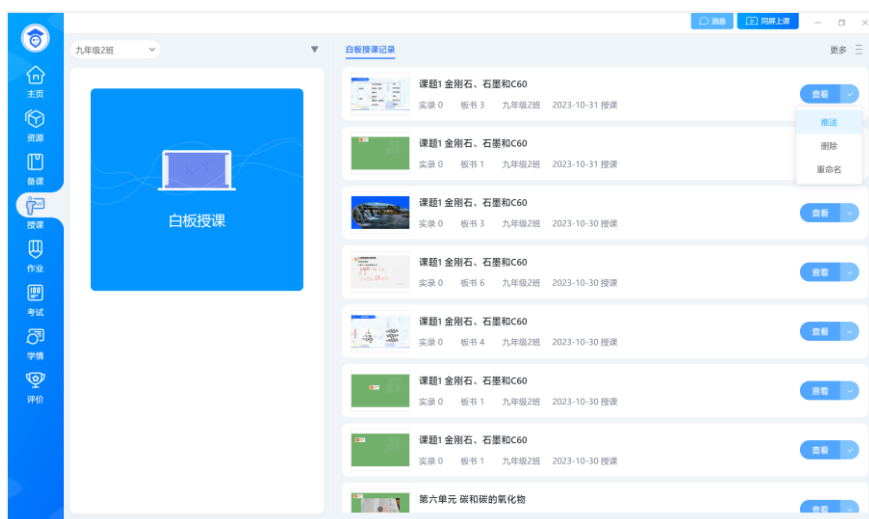 消息 同屏上课
九年级2班
白板授课记录 更多
主页
资源
备课
授课
作业
考试
学情
评价
白板授课
课题1 金刚石、石墨和C60
实录 0 板书 3 九年级2班 2023-10-31 授课
查看
推送
删除
重命名
课题1 金刚石、石墨和C60
实录 0 板书 1 九年级2班 2023-10-31 授课
课题1 金刚石、石墨和C60
实录 0 板书 3 九年级2班 2023-10-30 授课
查看
课题1 金刚石、石墨和C60
实录 0 板书 6 九年级2班 2023-10-30 授课
查看
课题1 金刚石、石墨和C60
实录 0 板书 4 九年级2班 2023-10-30 授课
查看
课题1 金刚石、石墨和C60
实录 0 板书 1 九年级2班 2023-10-30 授课
查看
课题1 金刚石、石墨和C60
实录 0 板书 1 九年级2班 2023-10-30 授课
查看
第六单元 碳和碳的氧化物
查看